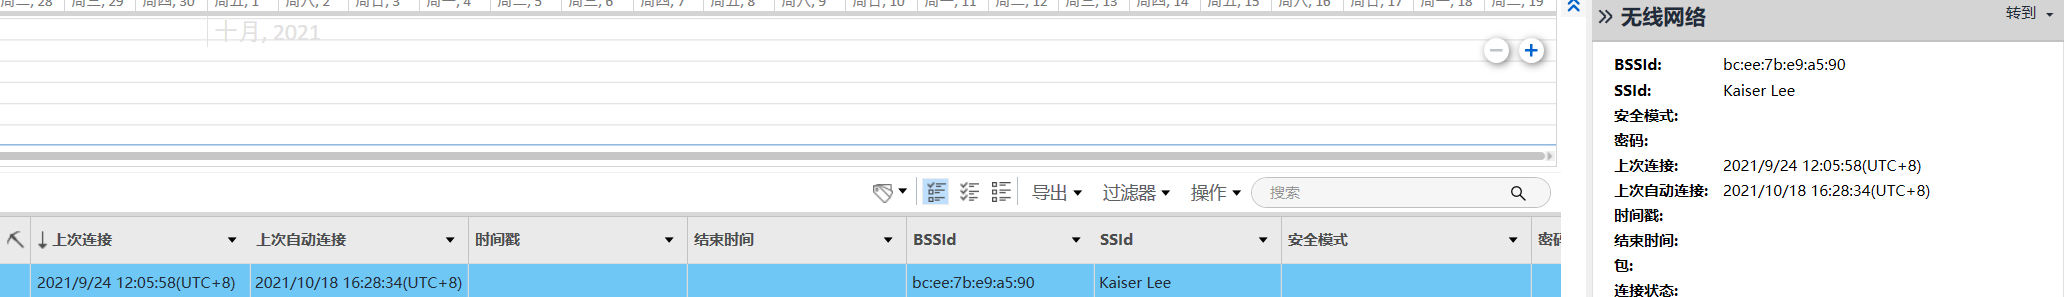 周二, 28 周三, 29 周四, 30 周五, 1 周六, 2 周日, 3 周一, 4 周二, 5 周三, 6 周四, 7 周五, 8 周六, 9 周日, 10 周一, 11 周二, 12 周三, 13 周四, 14 周五, 15 周六, 16 周日, 17 周一, 18 周二, 19
十月, 2021
导出 过滤器 操作 搜索
上次连接 上次自动连接 时间戳 结束时间 BSSId SSId 安全模式 密码
2021/9/24 12:05:58(UTC+8) 2021/10/18 16:28:34(UTC+8) bc:ee:7b:e9:a5:90 Kaiser Lee
无线网络 转到
BSSId: bc:ee:7b:e9:a5:90
SSId: Kaiser Lee
安全模式:
密码:
上次连接: 2021/9/24 12:05:58(UTC+8)
上次自动连接: 2021/10/18 16:28:34(UTC+8)
时间戳:
结束时间:
包:
连接状态: